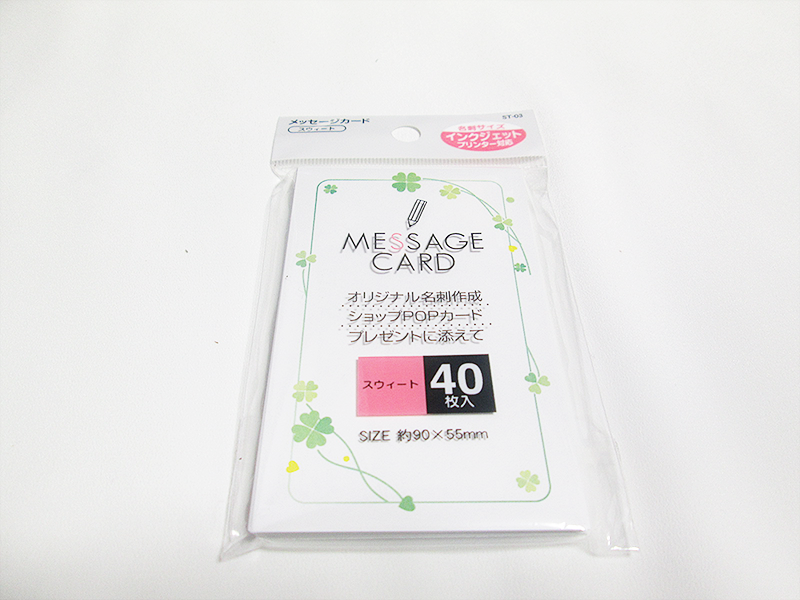 メッセージカード
スウィート
ST-03
名刺サイズ
インクジェット
プリンター対応
MESSAGE
CARD
オリジナル名刺作成
ショップPOPカード
プレゼントに添えて
スウィート
40
枚入
SIZE 約90×55mm